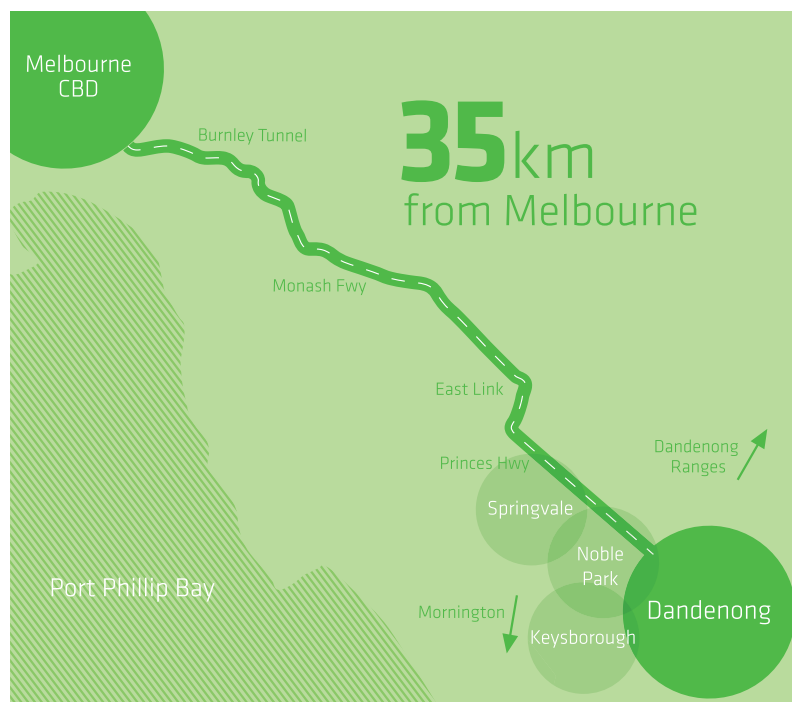 Melbourne
CBD
Burnley Tunnel
35km
from Melbourne
Monash Fwy
East Link
Princes Hwy
Dandenong
Ranges
Springvale
Noble
Park
Port Phillip Bay
Mornington
Dandenong
Keysborough